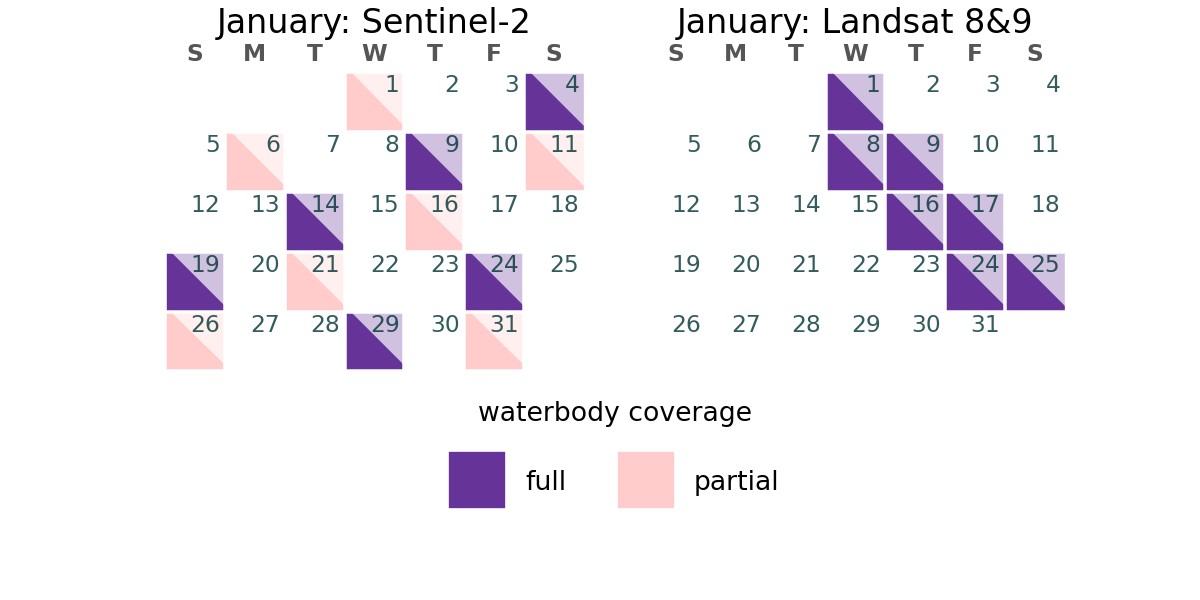 January: Sentinel-2
S M T W T F S
1 2 3 4
5 6 7 8 9 10 11
12 13 14 15 16 17 18
19 20 21 22 23 24 25
26 27 28 29 30 31
January: Landsat 8&9
S M T W T F S
1 2 3 4
5 6 7 8 9 10 11
12 13 14 15 16 17 18
19 20 21 22 23 24 25
26 27 28 29 30 31
waterbody coverage
full partial